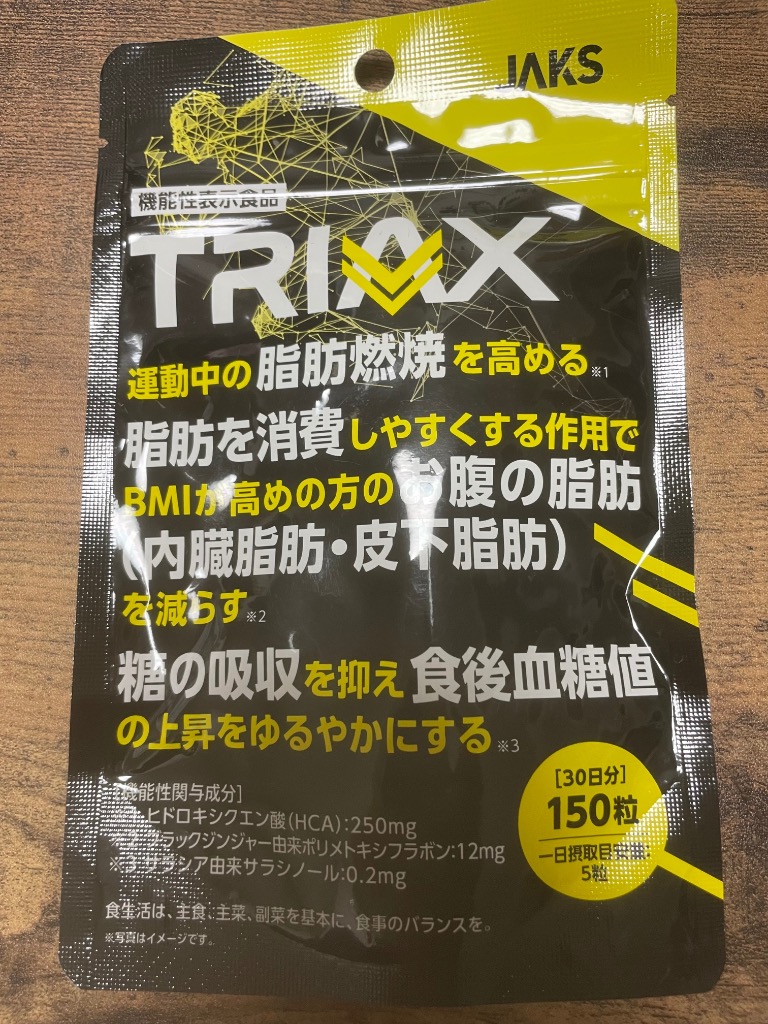 JAKS
機能性表示食品
TRIAX
運動中の脂肪燃焼を高める※1
脂肪を消費しやすくする作用で
BMIが高めの方のお腹の脂肪
(内臓脂肪・皮下脂肪)
を減らす※2
糖の吸収を抑え食後血糖値
の上昇をゆるやかにする※3
[30日分]
150粒
一日摂取目安量:
5粒
[機能性関与成分]
ヒドロキシクエン酸(HCA):250mg
ブラックジンジャー由来ポリメトキシフラボン:12mg
※3 サラシア由来サラシノール:0.2mg
食生活は、主食、主菜、副菜を基本に、食事のバランスを。
※写真はイメージです。